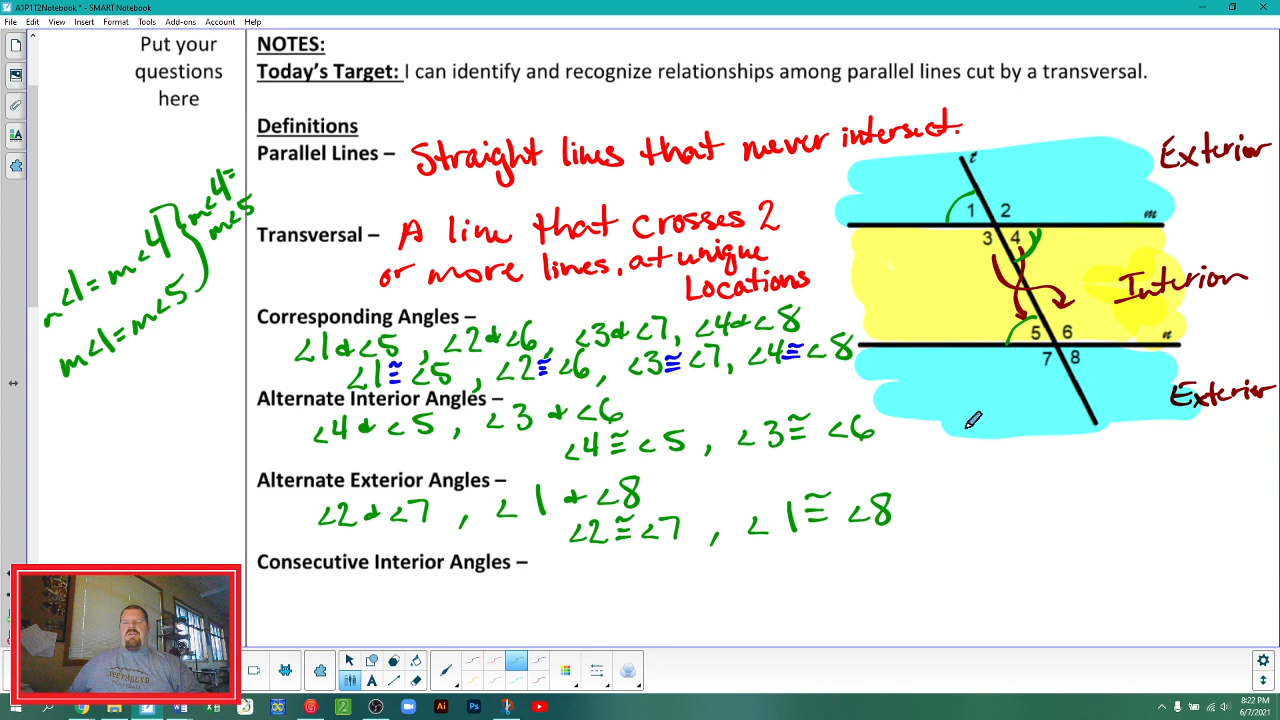 A1P1T2Notebook * - SMART Notebook
File Edit View Insert Format Tools Add-ons Account Help
Put your
questions
here
NOTES:
Today's Target: I can identify and recognize relationships among parallel lines cut by a transversal.
Definitions
Parallel Lines – Straight lines that never intersect.
Transversal – A line that crosses 2
or more lines, at unique
Locations
Corresponding Angles –
∠1 & ∠5 , ∠2 & ∠6 , ∠3 & ∠7, ∠4 & ∠8
∠1 ≅ ∠5 , ∠2 ≅ ∠6 , ∠3 ≅ ∠7, ∠4 ≅ ∠8
Alternate Interior Angles –
∠4 & ∠5 , ∠3 & ∠6
∠4 ≅ ∠5 , ∠3 ≅ ∠6
Alternate Exterior Angles –
∠2 & ∠7 , ∠1 & ∠8
∠2 ≅ ∠7 , ∠1 ≅ ∠8
Consecutive Interior Angles –
m∠1 = m∠4
m∠1 = m∠5
m∠4 =
m∠5
Exterior
t
1 2
m
3 4
Interior
5 6
n
7 8
Exterior
8:22 PM
6/7/2021